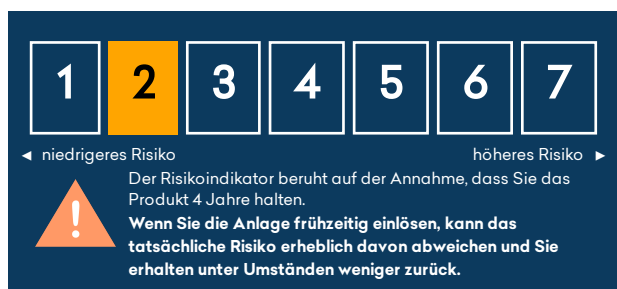 1 2 3 4 5 6 7
◄ niedrigeres Risiko höheres Risiko ►
Der Risikoindikator beruht auf der Annahme, dass Sie das
Produkt 4 Jahre halten.
Wenn Sie die Anlage frühzeitig einlösen, kann das
tatsächliche Risiko erheblich davon abweichen und Sie
erhalten unter Umständen weniger zurück.